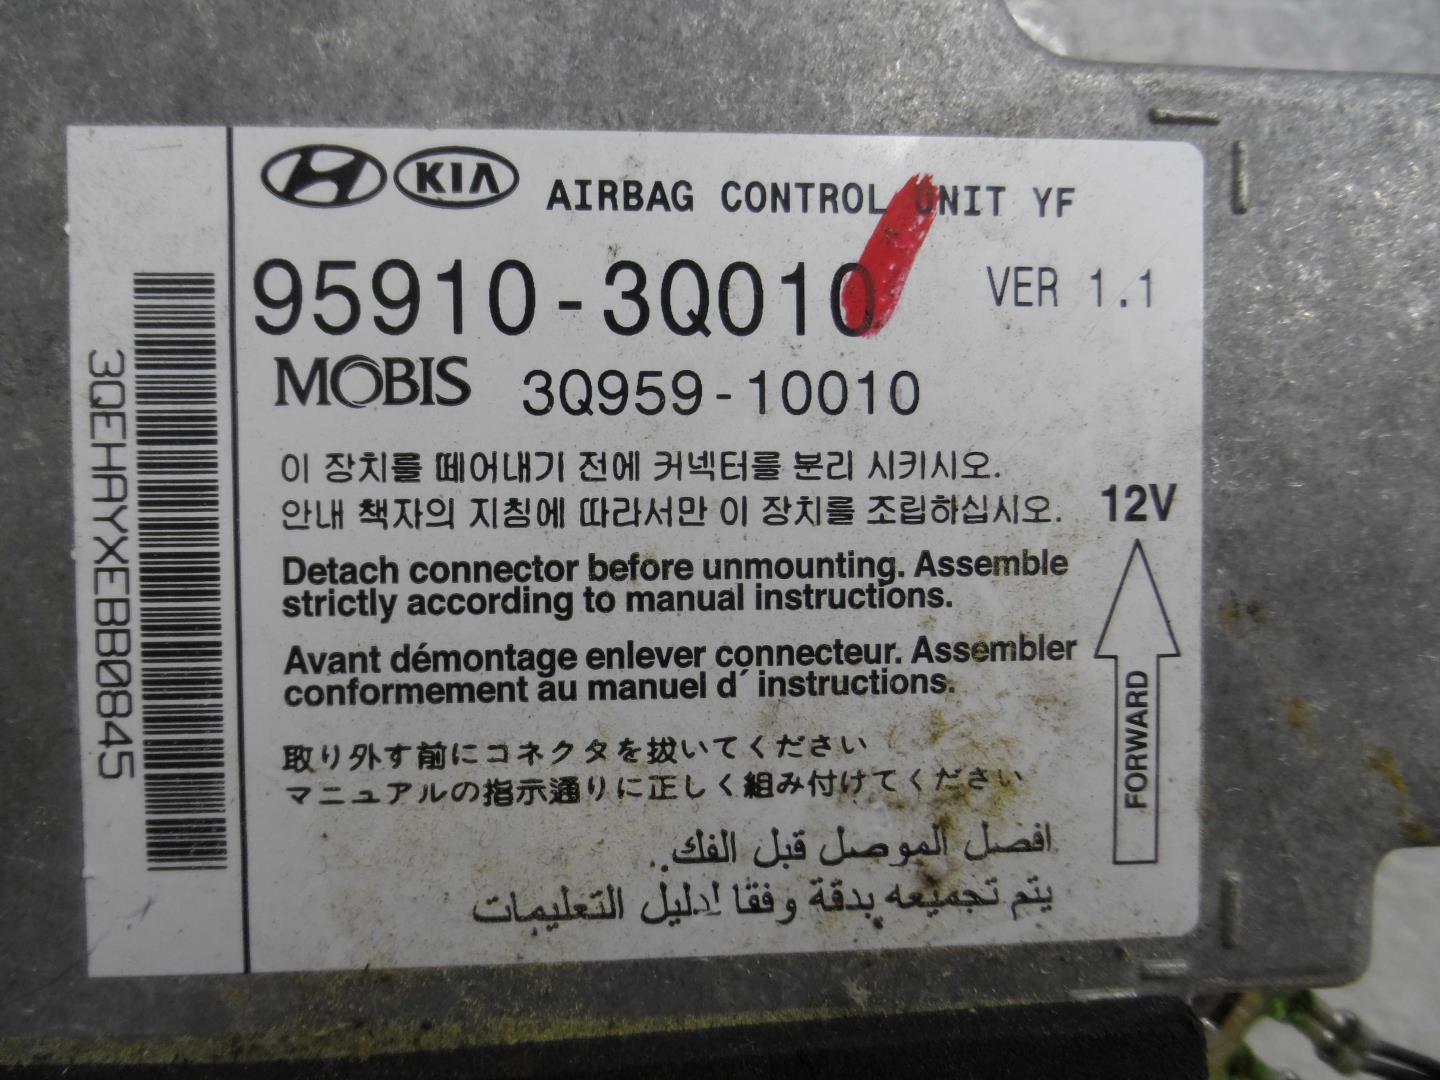 3QEHAYXEBB0845
KIA AIRBAG CONTROL UNIT YF
95910-3Q010 VER 1.1
MOBIS 3Q959-10010
이 장치를 떼어내기 전에 커넥터를 분리 시키시오.
안내 책자의 지침에 따라서만 이 장치를 조립하십시오.
12V
Detach connector before unmounting. Assemble
strictly according to manual instructions.
Avant démontage enlever connecteur. Assembler
conformement au manuel d´ instructions.
FORWARD
取り外す前にコネクタを抜いてください
マニュアルの指示通りに正しく組み付けてください
افصل الموصل قبل الفك.
يتم تجميعه بدقة وفقا لدليل التعليمات